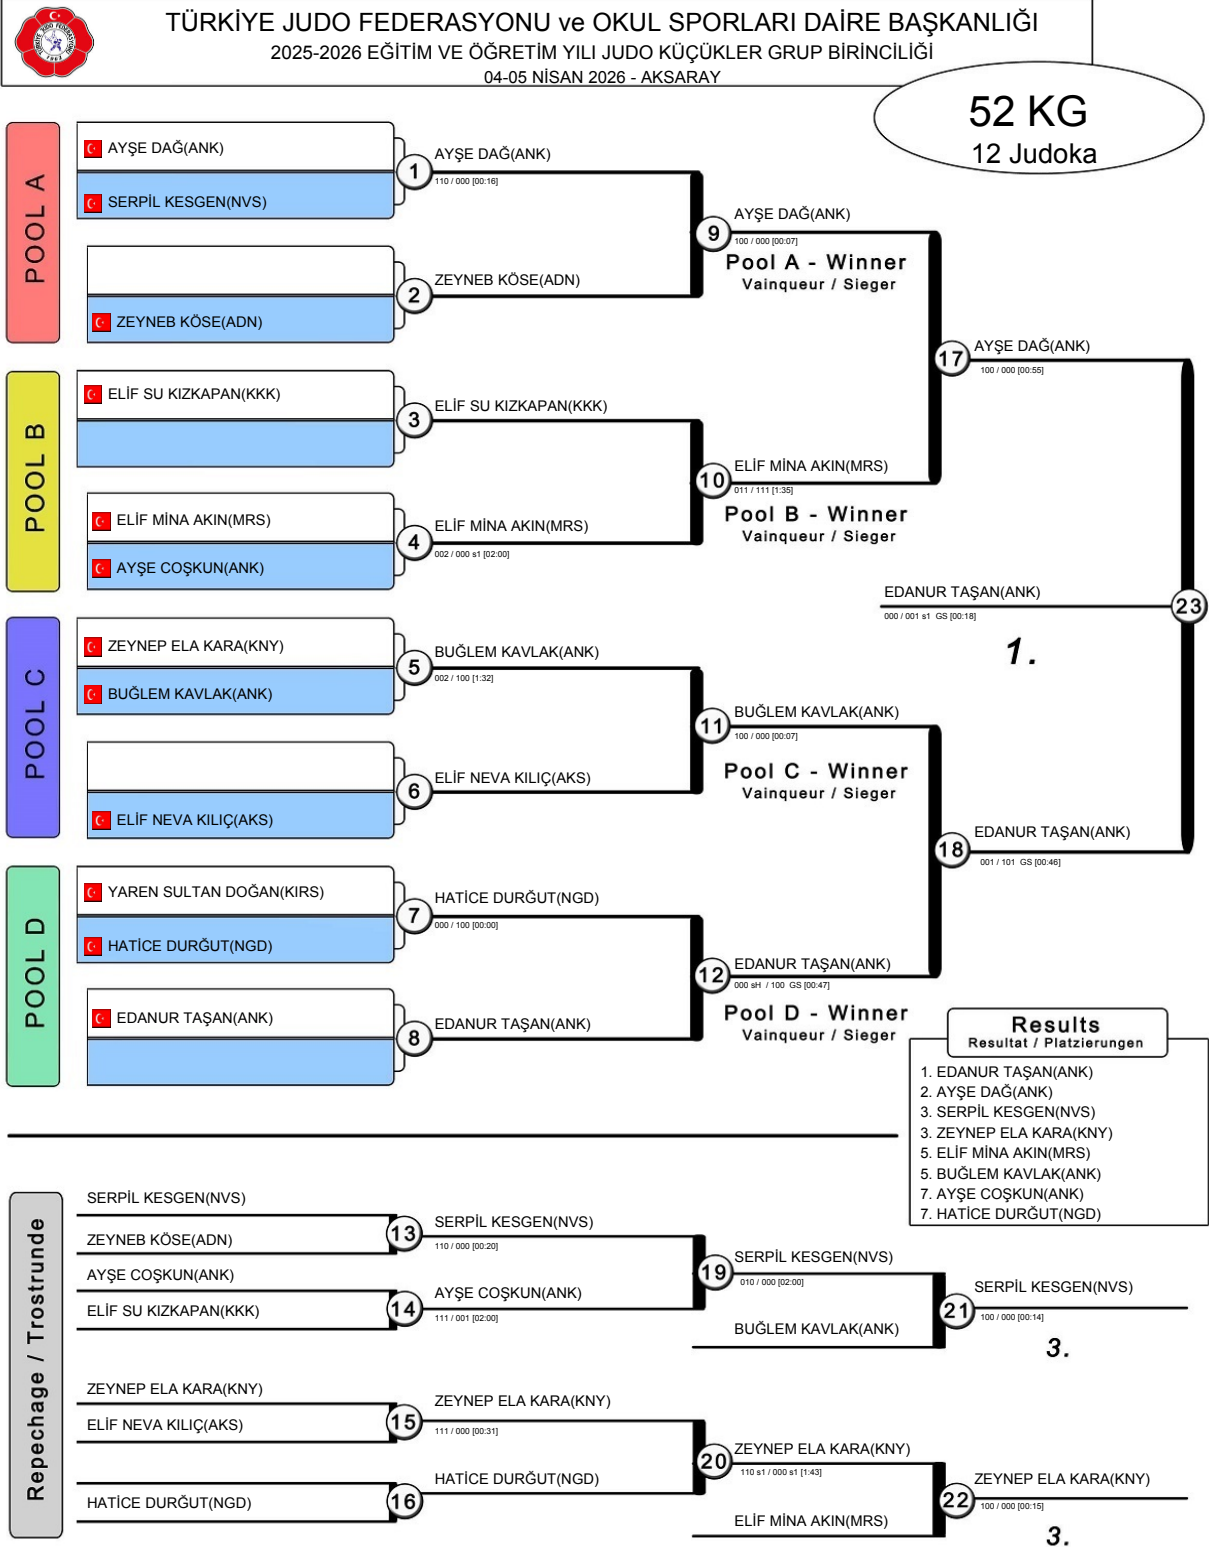 TÜRKİYE JUDO FEDERASYONU ve OKUL SPORLARI DAİRE BAŞKANLIĞI
2025-2026 EĞİTİM VE ÖĞRETİM YILI JUDO KÜÇÜKLER GRUP BİRİNCİLİĞİ
04-05 NİSAN 2026 - AKSARAY
52 KG
12 Judoka
POOL A
AYŞE DAĞ(ANK)
SERPİL KESGEN(NVS)
1
AYŞE DAĞ(ANK)
110 / 000 [00:16]
ZEYNEB KÖSE(ADN)
2
ZEYNEB KÖSE(ADN)
9
AYŞE DAĞ(ANK)
100 / 000 [00:07]
Pool A - Winner
Vainqueur / Sieger
POOL B
ELİF SU KIZKAPAN(KKK)
3
ELİF SU KIZKAPAN(KKK)
ELİF MİNA AKIN(MRS)
AYŞE COŞKUN(ANK)
4
ELİF MİNA AKIN(MRS)
002 / 000 s1 [02:00]
10
ELİF MİNA AKIN(MRS)
011 / 111 [1:35]
Pool B - Winner
Vainqueur / Sieger
17
AYŞE DAĞ(ANK)
100 / 000 [00:55]
POOL C
ZEYNEP ELA KARA(KNY)
BUĞLEM KAVLAK(ANK)
5
BUĞLEM KAVLAK(ANK)
002 / 100 [1:32]
ELİF NEVA KILIÇ(AKS)
6
ELİF NEVA KILIÇ(AKS)
11
BUĞLEM KAVLAK(ANK)
100 / 000 [00:07]
Pool C - Winner
Vainqueur / Sieger
POOL D
YAREN SULTAN DOĞAN(KIRS)
HATİCE DURĞUT(NGD)
7
HATİCE DURĞUT(NGD)
000 / 100 [00:00]
EDANUR TAŞAN(ANK)
8
EDANUR TAŞAN(ANK)
12
EDANUR TAŞAN(ANK)
000 sH / 100 GS [00:47]
Pool D - Winner
Vainqueur / Sieger
18
EDANUR TAŞAN(ANK)
001 / 101 GS [00:46]
EDANUR TAŞAN(ANK)
000 / 001 s1 GS [00:18]
23
1.
Results
Resultat / Platzierungen
1. EDANUR TAŞAN(ANK)
2. AYŞE DAĞ(ANK)
3. SERPİL KESGEN(NVS)
3. ZEYNEP ELA KARA(KNY)
5. ELİF MİNA AKIN(MRS)
5. BUĞLEM KAVLAK(ANK)
7. AYŞE COŞKUN(ANK)
7. HATİCE DURĞUT(NGD)
Repechage / Trostrunde
SERPİL KESGEN(NVS)
ZEYNEB KÖSE(ADN)
13
SERPİL KESGEN(NVS)
110 / 000 [00:20]
AYŞE COŞKUN(ANK)
ELİF SU KIZKAPAN(KKK)
14
AYŞE COŞKUN(ANK)
111 / 001 [02:00]
19
SERPİL KESGEN(NVS)
010 / 000 [02:00]
BUĞLEM KAVLAK(ANK)
21
SERPİL KESGEN(NVS)
100 / 000 [00:14]
3.
ZEYNEP ELA KARA(KNY)
ELİF NEVA KILIÇ(AKS)
15
ZEYNEP ELA KARA(KNY)
111 / 000 [00:31]
HATİCE DURĞUT(NGD)
16
HATİCE DURĞUT(NGD)
20
ZEYNEP ELA KARA(KNY)
110 s1 / 000 s1 [1:43]
ELİF MİNA AKIN(MRS)
22
ZEYNEP ELA KARA(KNY)
100 / 000 [00:15]
3.